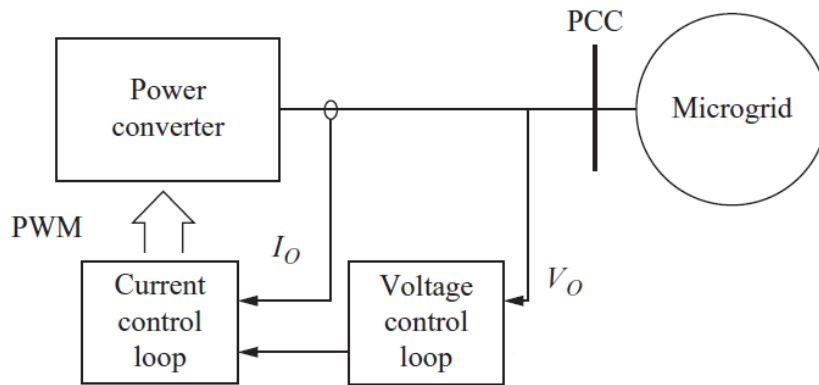 PCC
Power
converter
Microgrid
PWM
I_O
Current
control
loop
Voltage
control
loop
V_O